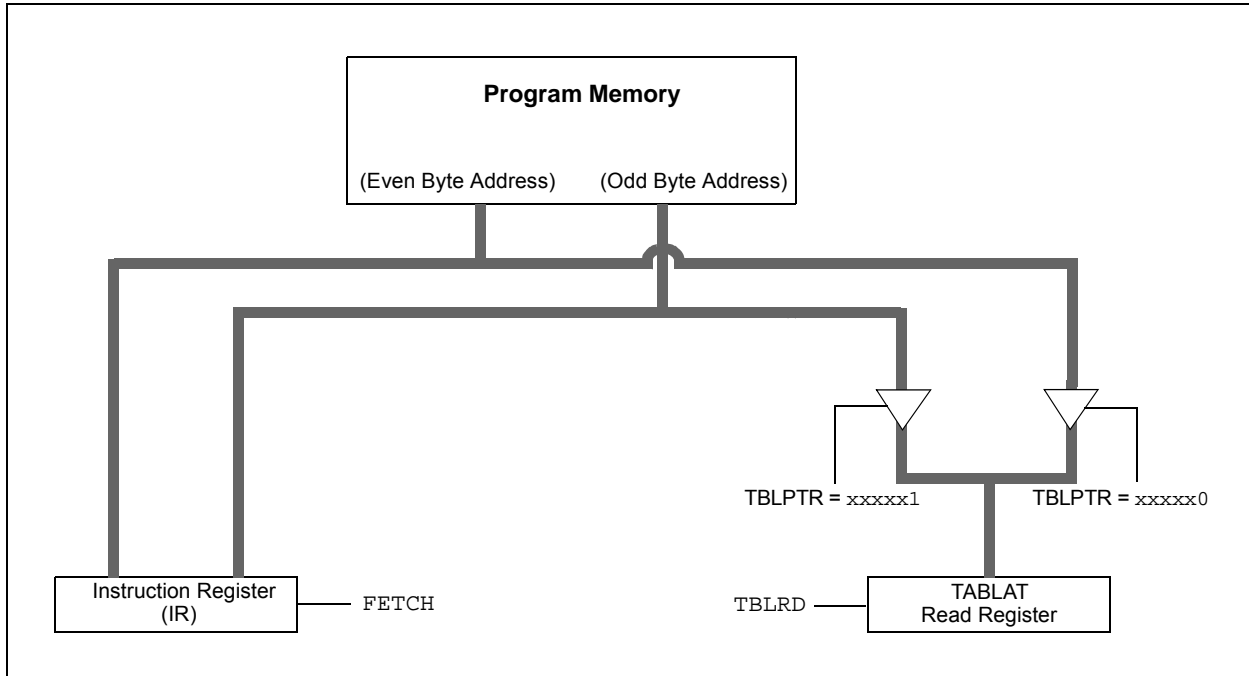 Program Memory
(Even Byte Address) (Odd Byte Address)
TBLPTR = xxxxx1
TBLPTR = xxxxx0
Instruction Register
(IR)
FETCH
TBLRD
TABLAT
Read Register